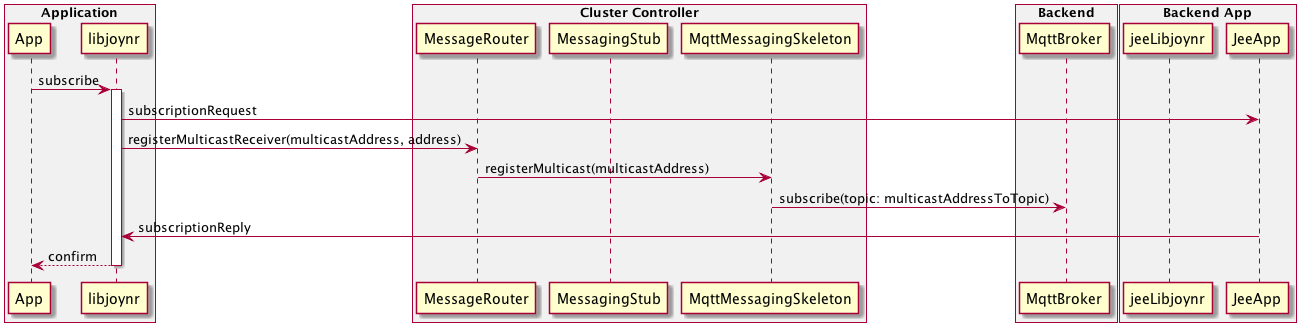 Application
Cluster Controller
Backend
Backend App
App
libjoynr
MessageRouter
MessagingStub
MqttMessagingSkeleton
MqttBroker
jeeLibjoynr
JeeApp
subscribe
subscriptionRequest
registerMulticastReceiver(multicastAddress, address)
registerMulticast(multicastAddress)
subscribe(topic: multicastAddressToTopic)
subscriptionReply
confirm
App
libjoynr
MessageRouter
MessagingStub
MqttMessagingSkeleton
MqttBroker
jeeLibjoynr
JeeApp